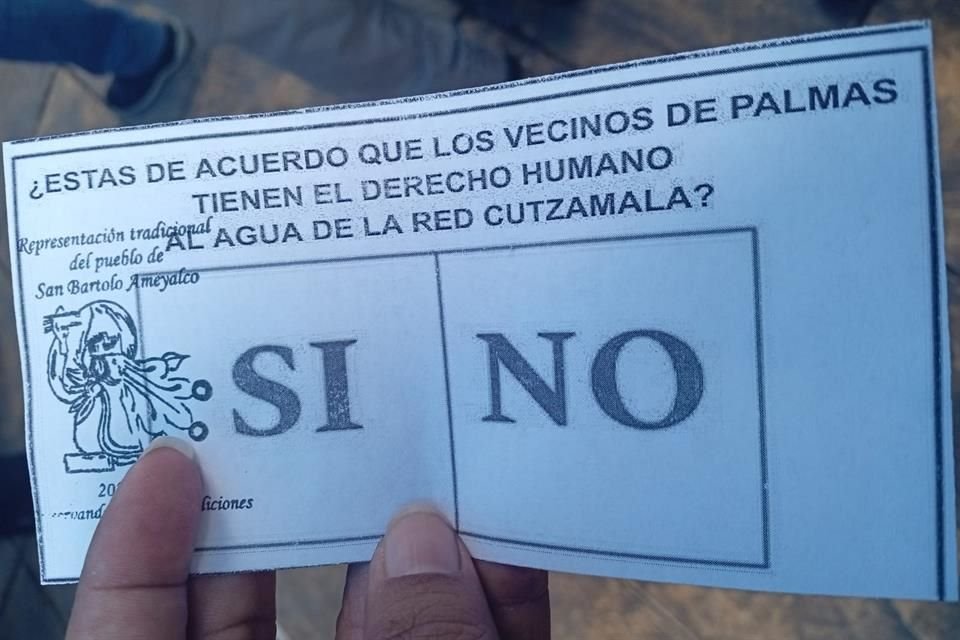 ¿ESTAS DE ACUERDO QUE LOS VECINOS DE PALMAS
TIENEN EL DERECHO HUMANO
AL AGUA DE LA RED CUTZAMALA?
Representación tradicional
del pueblo de
San Bartolo Ameyalco
SI NO